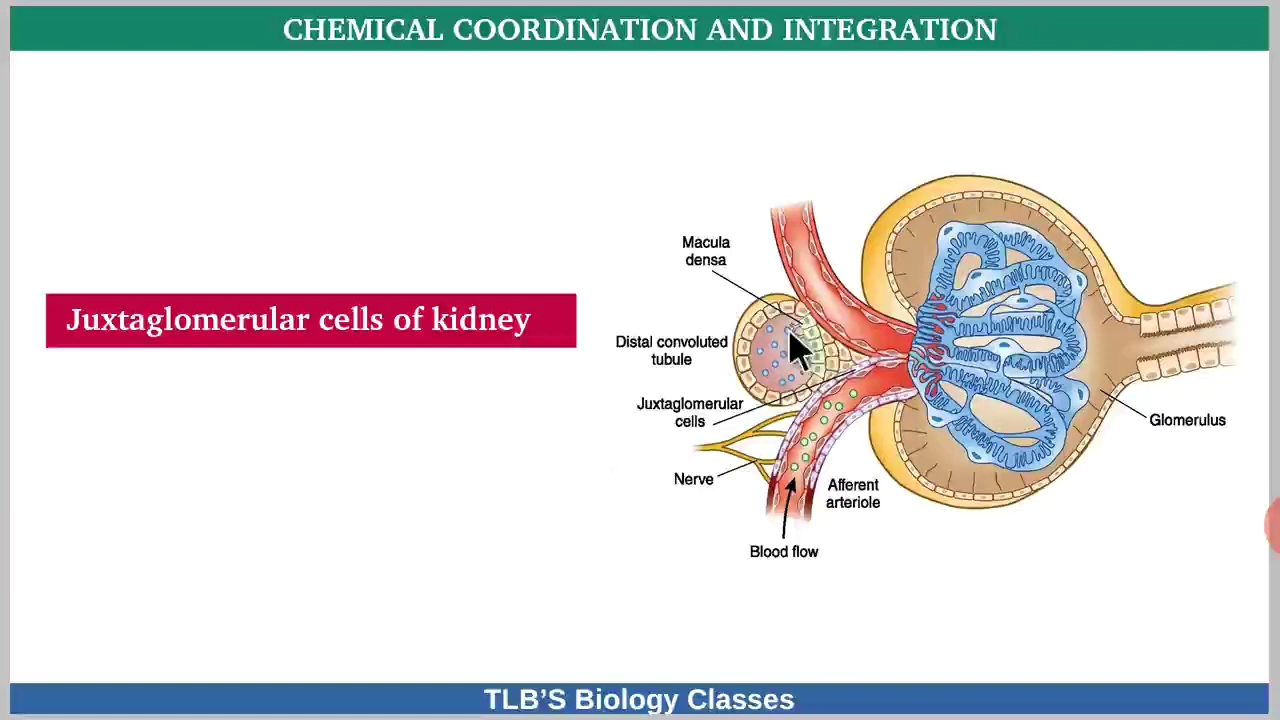 CHEMICAL COORDINATION AND INTEGRATION
Juxtaglomerular cells of kidney
Macula
densa
Distal convoluted
tubule
Juxtaglomerular
cells
Nerve
Afferent
arteriole
Blood flow
Glomerulus
TLB’S Biology Classes